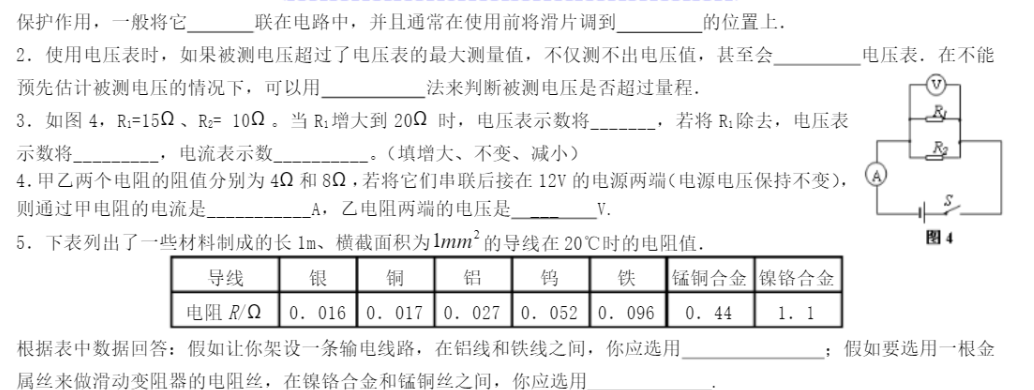 保护作用，一般将它______联在电路中，并且通常在使用前将滑片调到________的位置上．
2．使用电压表时，如果被测电压超过了电压表的最大测量值，不仅测不出电压值，甚至会________电压表．在不能
预先估计被测电压的情况下，可以用__________法来判断被测电压是否超过量程．
3．如图 4，R₁=15Ω、R₂= 10Ω。当 R₁增大到 20Ω 时，电压表示数将_______，若将 R₁除去，电压表
示数将_________，电流表示数__________。（填增大、不变、减小）
4.甲乙两个电阻的阻值分别为 4Ω 和 8Ω,若将它们串联后接在 12V 的电源两端(电源电压保持不变)，
则通过甲电阻的电流是___________A，乙电阻两端的电压是_________V.
V
R₁
R₂
A
S
图 4
5．下表列出了一些材料制成的长 1m、横截面积为1mm²的导线在 20℃时的电阻值．
导线 银 铜 铝 钨 铁 锰铜合金 镍铬合金
电阻 R/Ω 0．016 0．017 0．027 0．052 0．096 0．44 1．1
根据表中数据回答：假如让你架设一条输电线路，在铝线和铁线之间，你应选用______________；假如要选用一根金
属丝来做滑动变阻器的电阻丝，在镍铬合金和锰铜丝之间，你应选用____________．